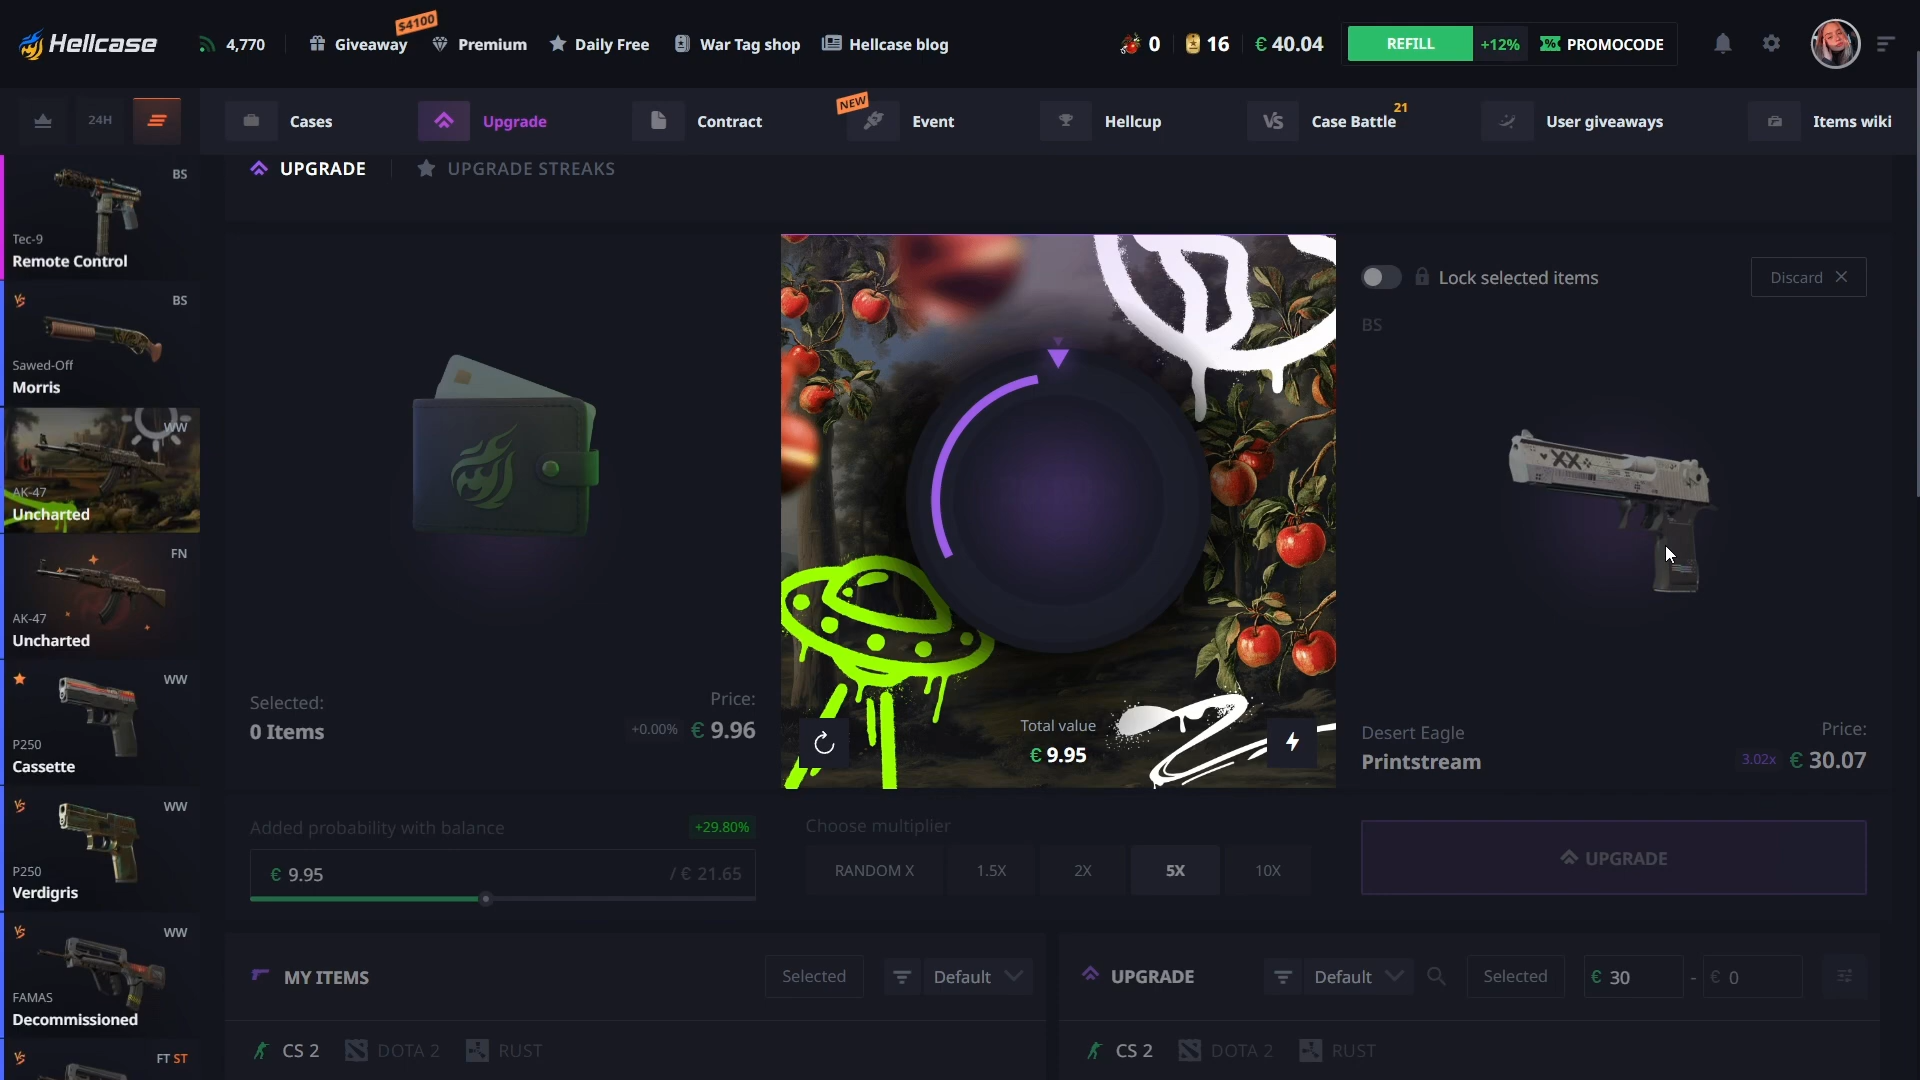 Hellcase
4,770
Giveaway
$4100
Premium
Daily Free
War Tag shop
Hellcase blog
0
16
€ 40.04
REFILL
+12%
PROMOCODE
24H
Cases
Upgrade
Contract
NEW
Event
Hellcup
VS
Case Battle
21
User giveaways
Items wiki
UPGRADE
UPGRADE STREAKS
BS
Tec-9
Remote Control
BS
Sawed-Off
Morris
WW
AK-47
Uncharted
FN
AK-47
Uncharted
WW
P250
Cassette
WW
P250
Verdigris
WW
FAMAS
Decommissioned
FT ST
Selected:
0 Items
Price:
+0.00% € 9.96
Total value
€ 9.95
Lock selected items
Discard
BS
Desert Eagle
Printstream
Price:
3.02x € 30.07
Added probability with balance
+29.80%
€ 9.95
/ € 21.65
Choose multiplier
RANDOM X
1.5X
2X
5X
10X
UPGRADE
MY ITEMS
Selected
Default
UPGRADE
Default
Selected
€ 30
-
€ 0
CS 2
DOTA 2
RUST
CS 2
DOTA 2
RUST